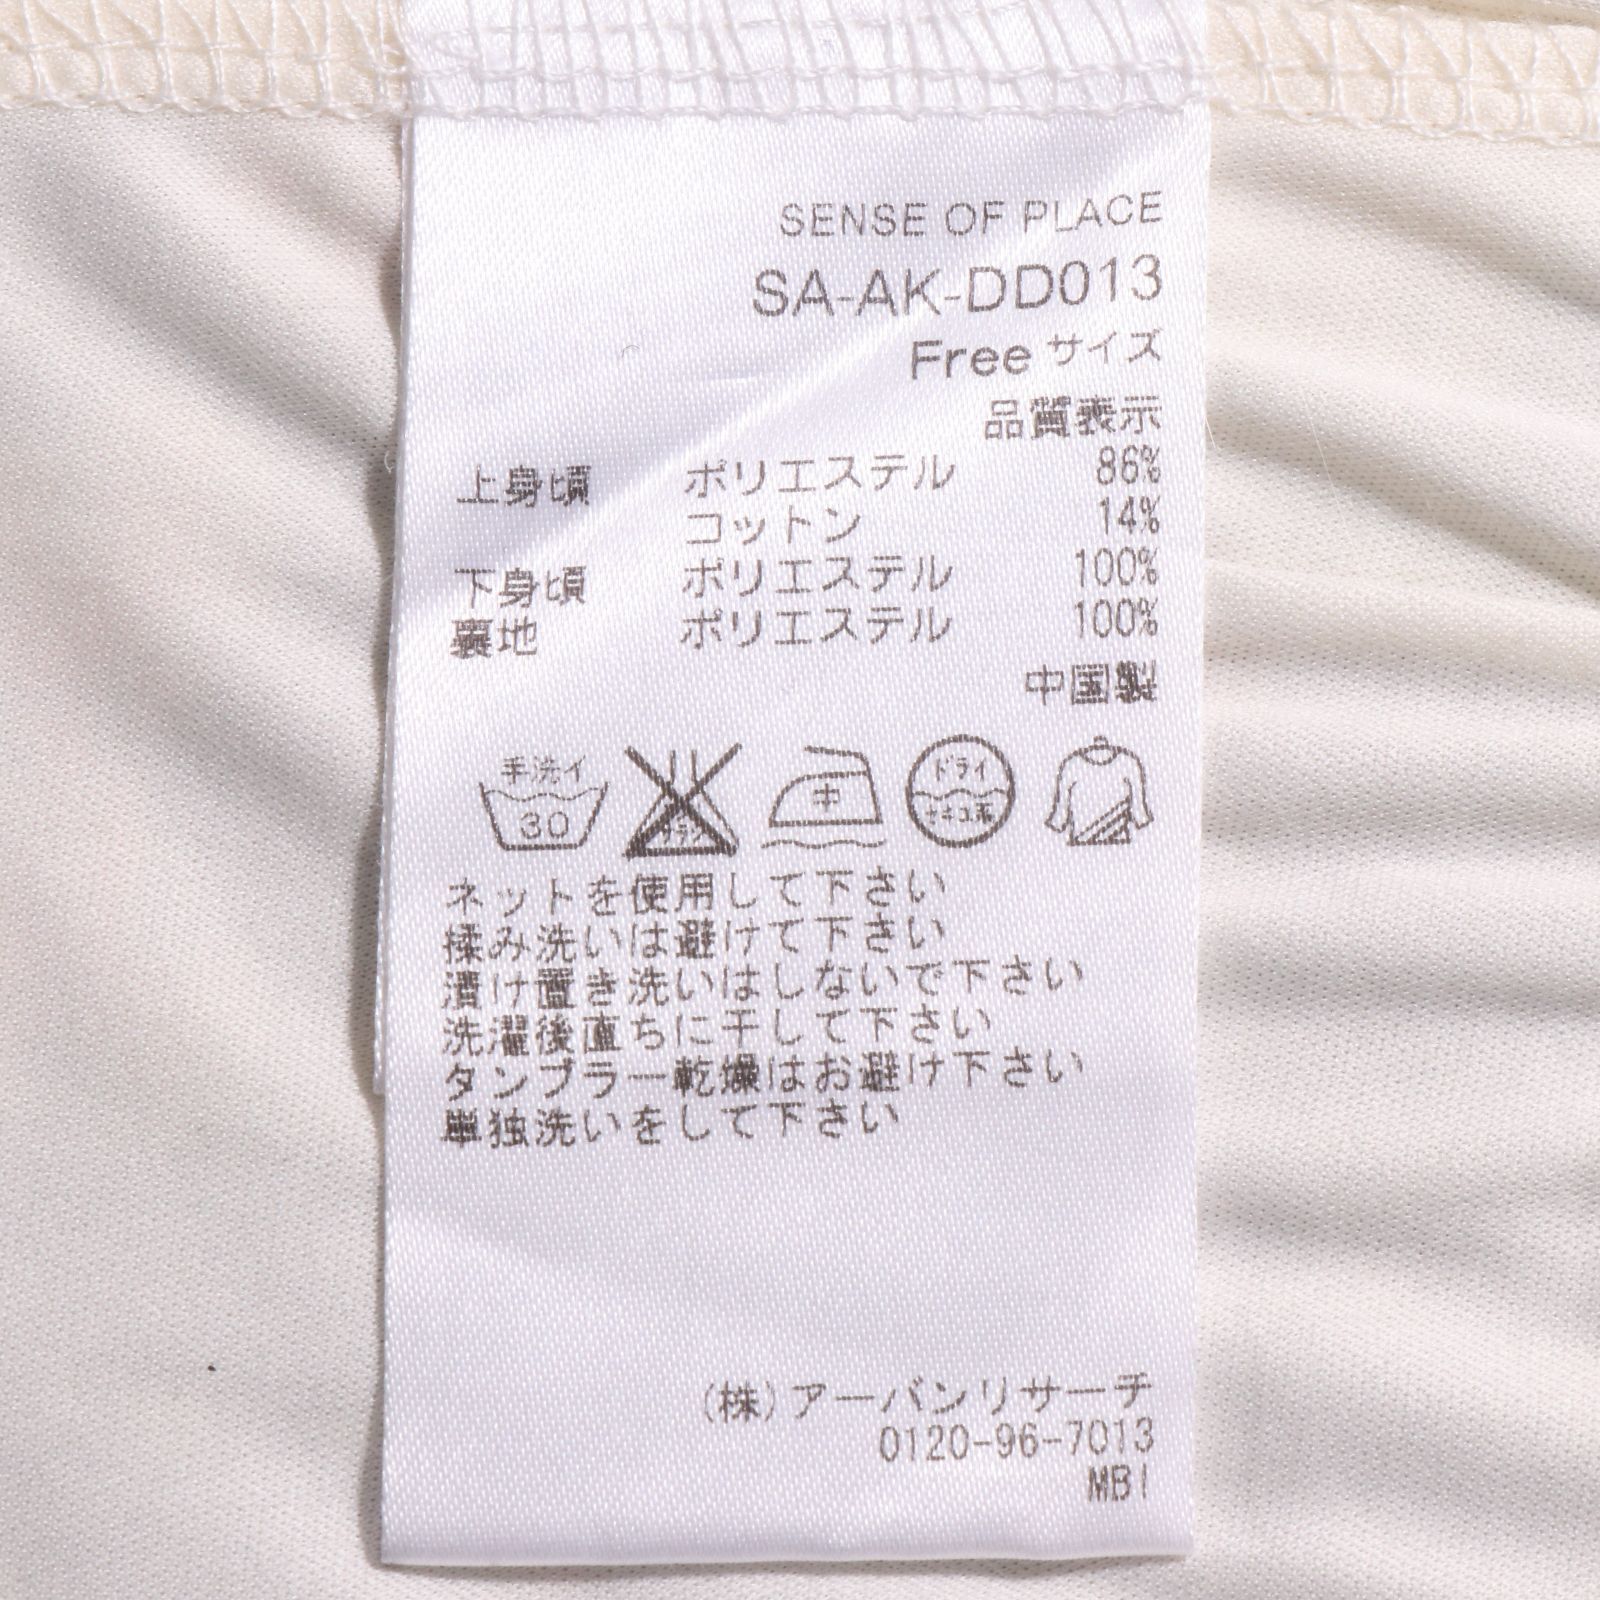 SENSE OF PLACE
SA-AK-DD013
Free サイズ
品質表示
上身頃 ポリエステル 86%
コットン 14%
下身頃 ポリエステル 100%
裏地 ポリエステル 100%
中国製
手洗イ 30 エンソサラシ 中 ドライ セキユ系
ネットを使用して下さい
揉み洗いは避けて下さい
漬け置き洗いはしないで下さい
洗濯後直ちに干して下さい
タンブラー乾燥はお避け下さい
単独洗いをして下さい
(株)アーバンリサーチ
0120-96-7013
MBI